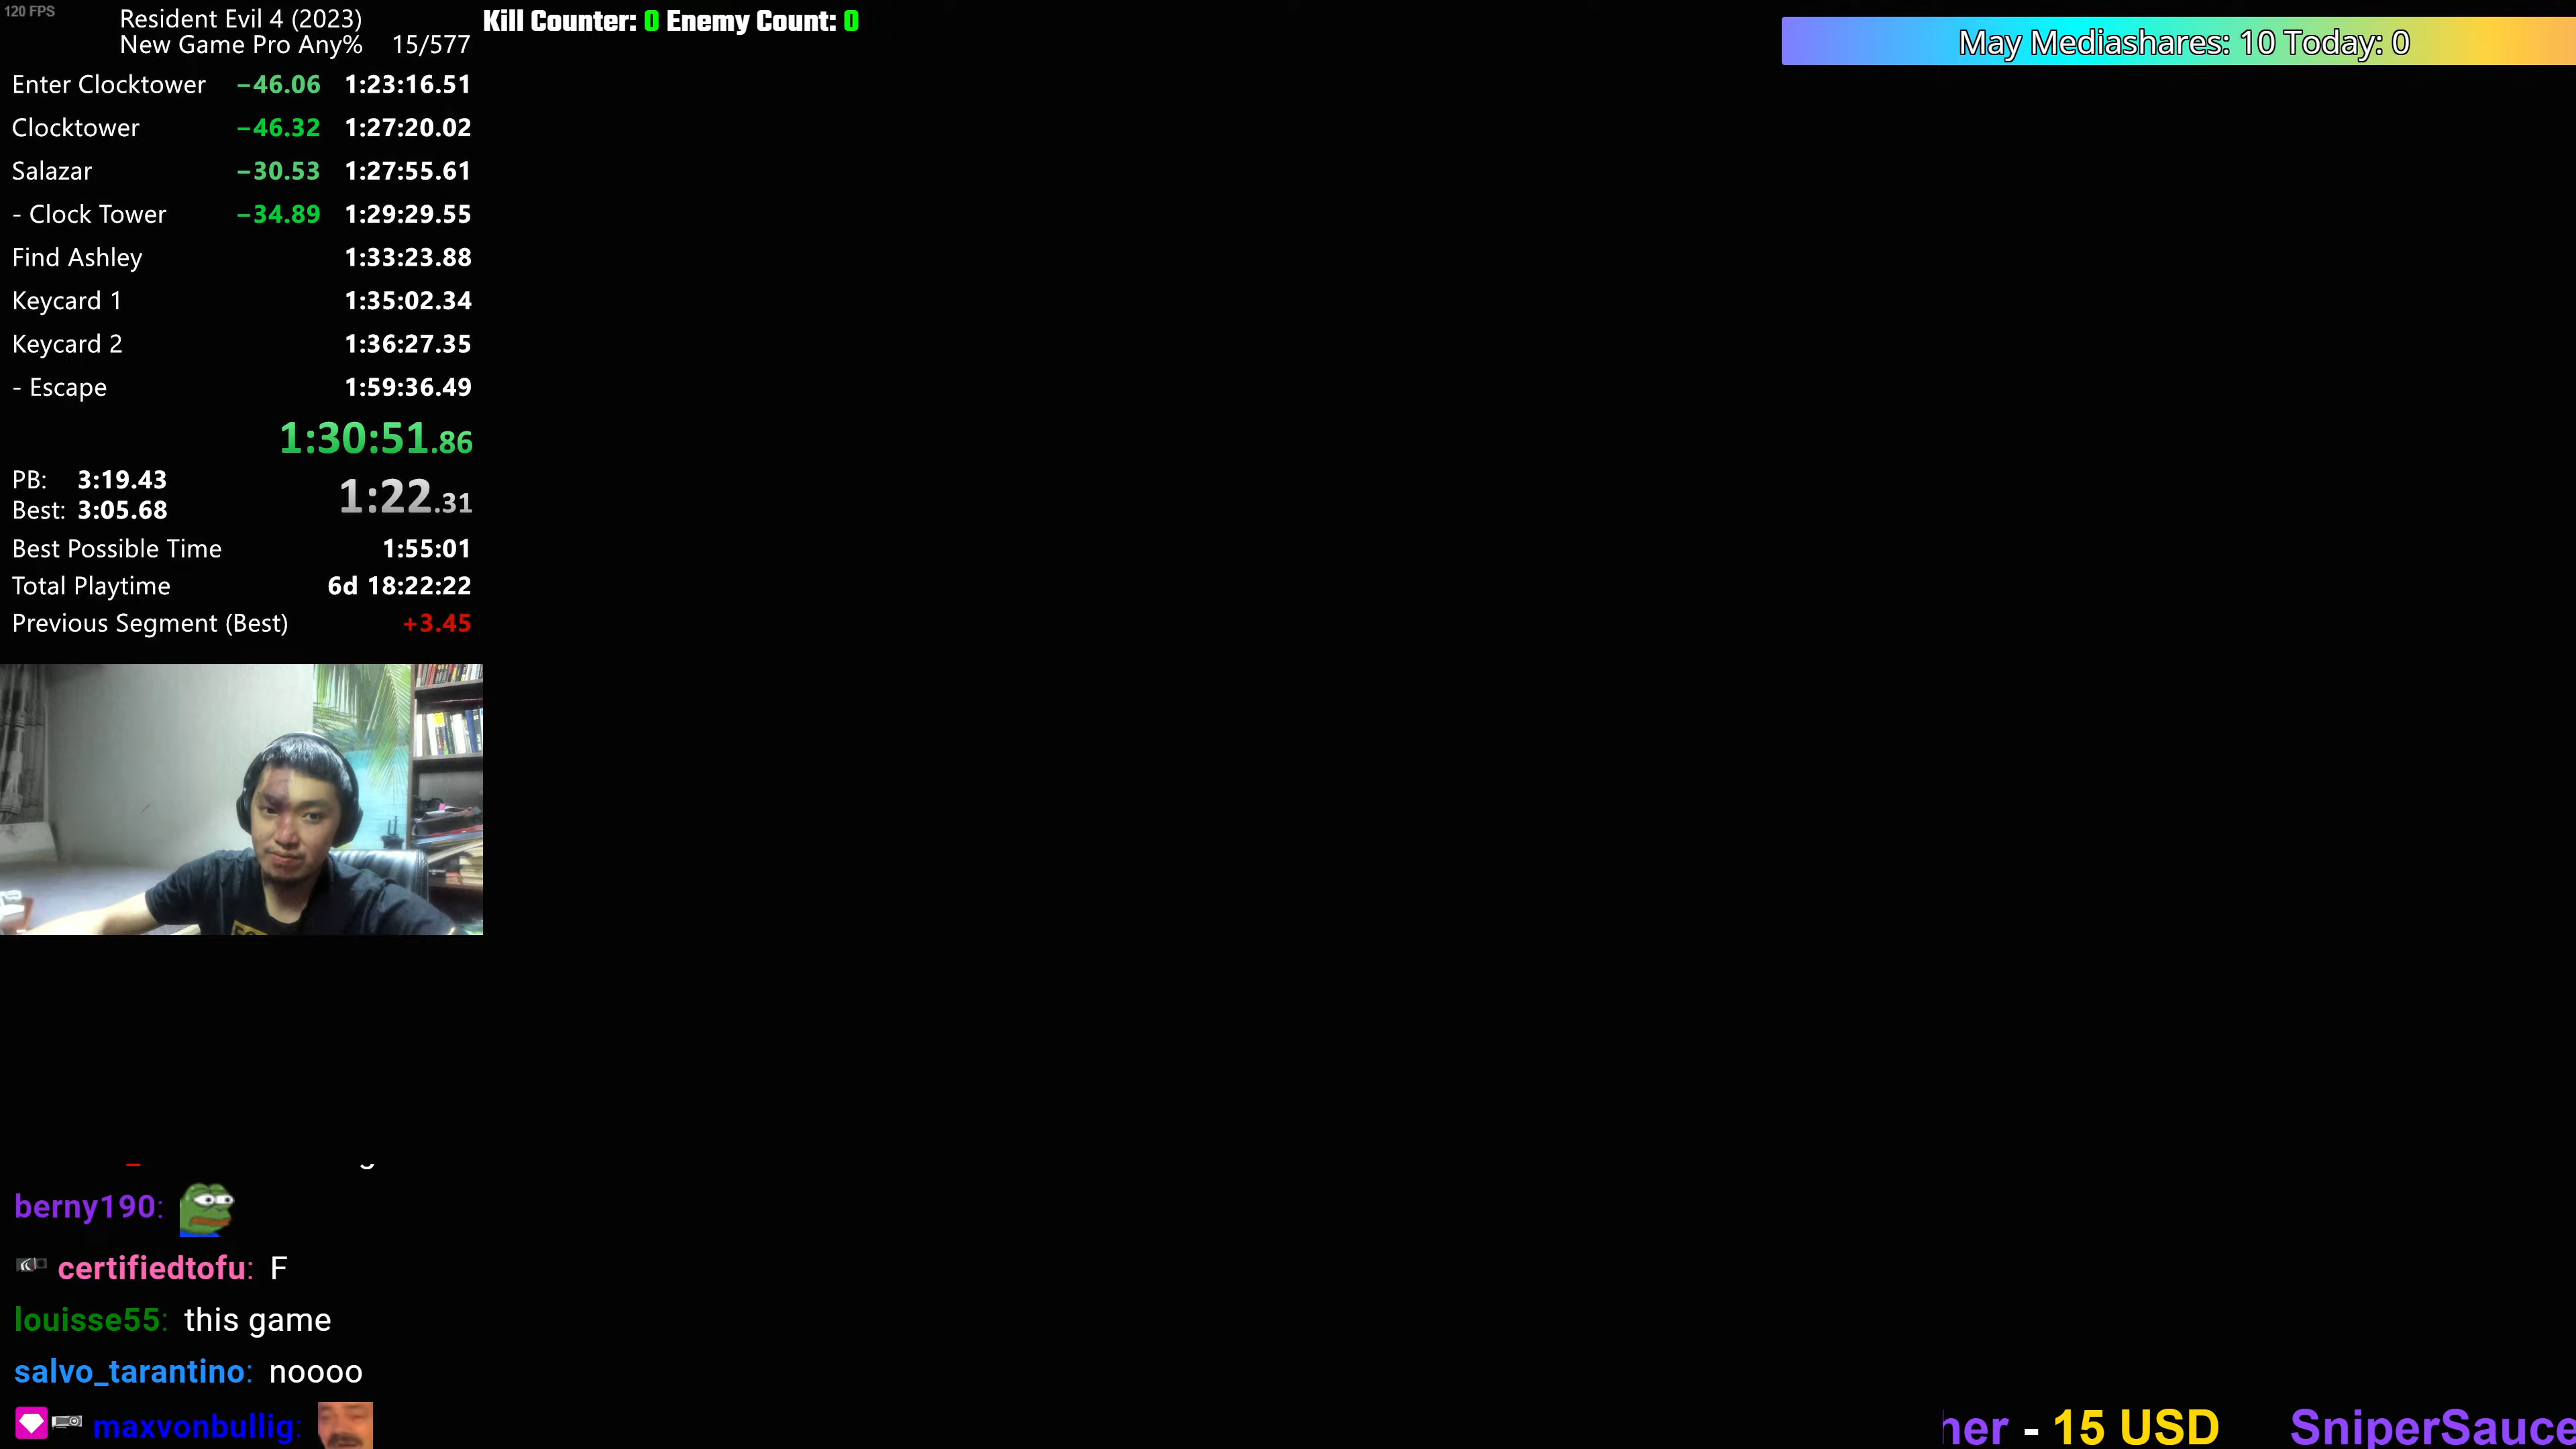 120 FPS
Resident Evil 4 (2023)
New Game Pro Any% 15/577
Kill Counter: 0 Enemy Count: 0
May Mediashares: 10 Today: 0
Enter Clocktower −46.06 1:23:16.51
Clocktower −46.32 1:27:20.02
Salazar −30.53 1:27:55.61
- Clock Tower −34.89 1:29:29.55
Find Ashley 1:33:23.88
Keycard 1 1:35:02.34
Keycard 2 1:36:27.35
- Escape 1:59:36.49
1:30:51.86
PB: 3:19.43
Best: 3:05.68
1:22.31
Best Possible Time 1:55:01
Total Playtime 6d 18:22:22
Previous Segment (Best) +3.45
berny190:
certifiedtofu: F
louisse55: this game
salvo_tarantino: noooo
maxvonbullig:
her - 15 USD SniperSauce